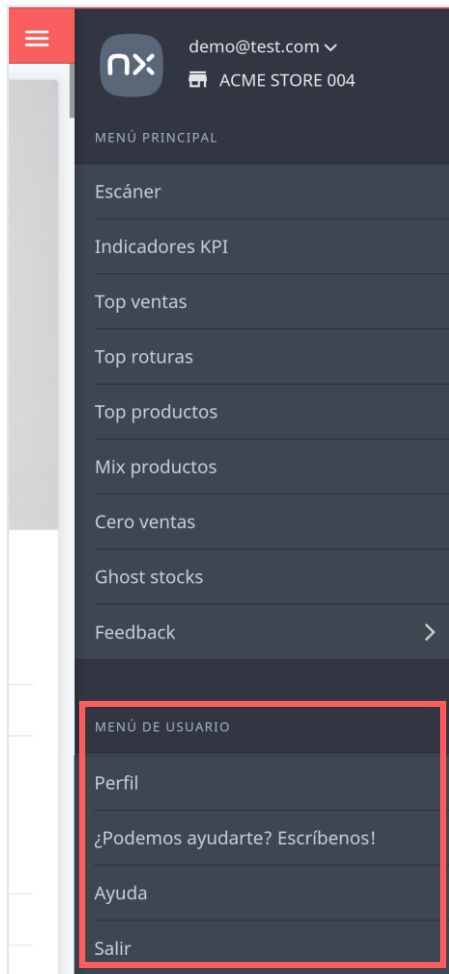 nx
demo@test.com
ACME STORE 004
MENÚ PRINCIPAL
Escáner
Indicadores KPI
Top ventas
Top roturas
Top productos
Mix productos
Cero ventas
Ghost stocks
Feedback
MENÚ DE USUARIO
Perfil
¿Podemos ayudarte? Escríbenos!
Ayuda
Salir